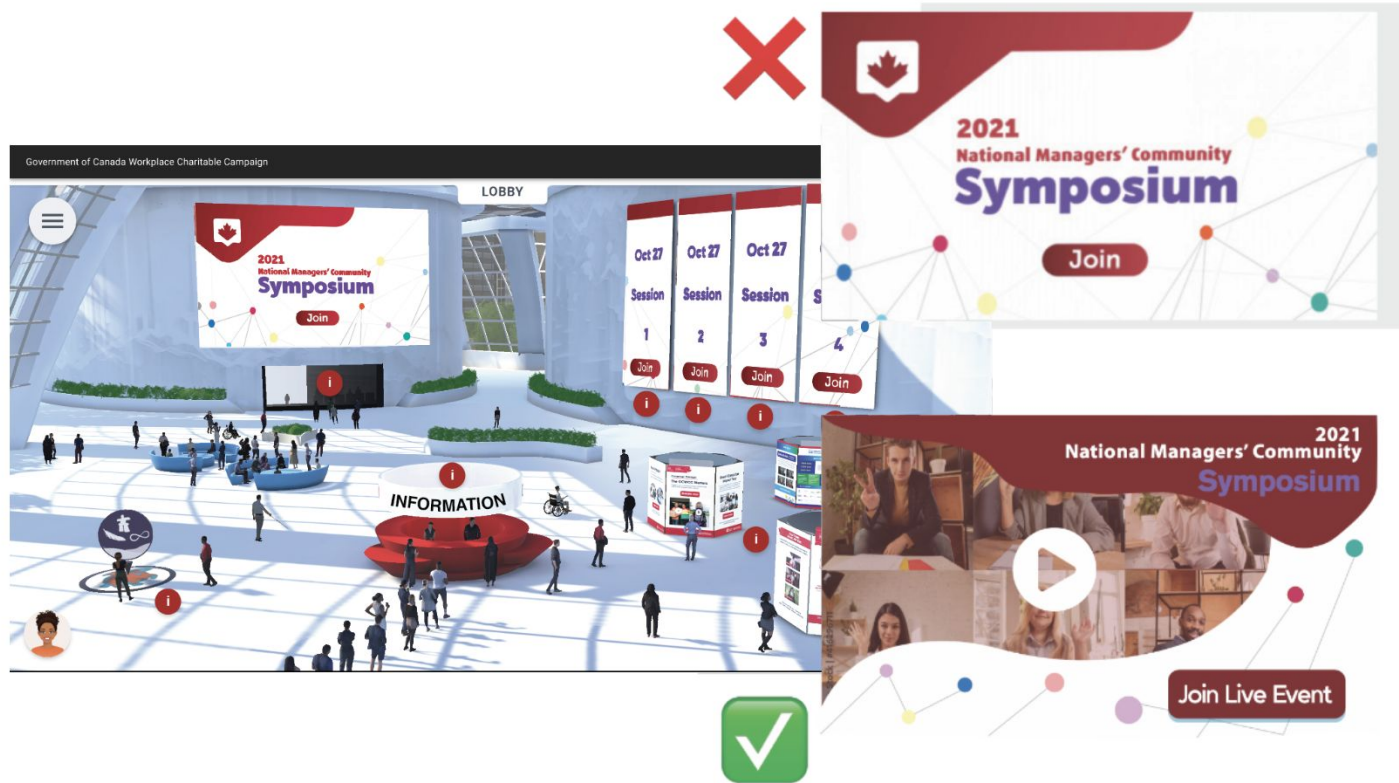 2021
National Managers' Community
Symposium
Join
Government of Canada Workplace Charitable Campaign
LOBBY
2021
National Managers' Community
Symposium
Join
Oct 27
Session
1
Join
Oct 27
Session
2
Join
Oct 27
Session
3
Join
4
Join
i
i
i
i
i
i
i
INFORMATION
2021
National Managers' Community
Symposium
Join Live Event